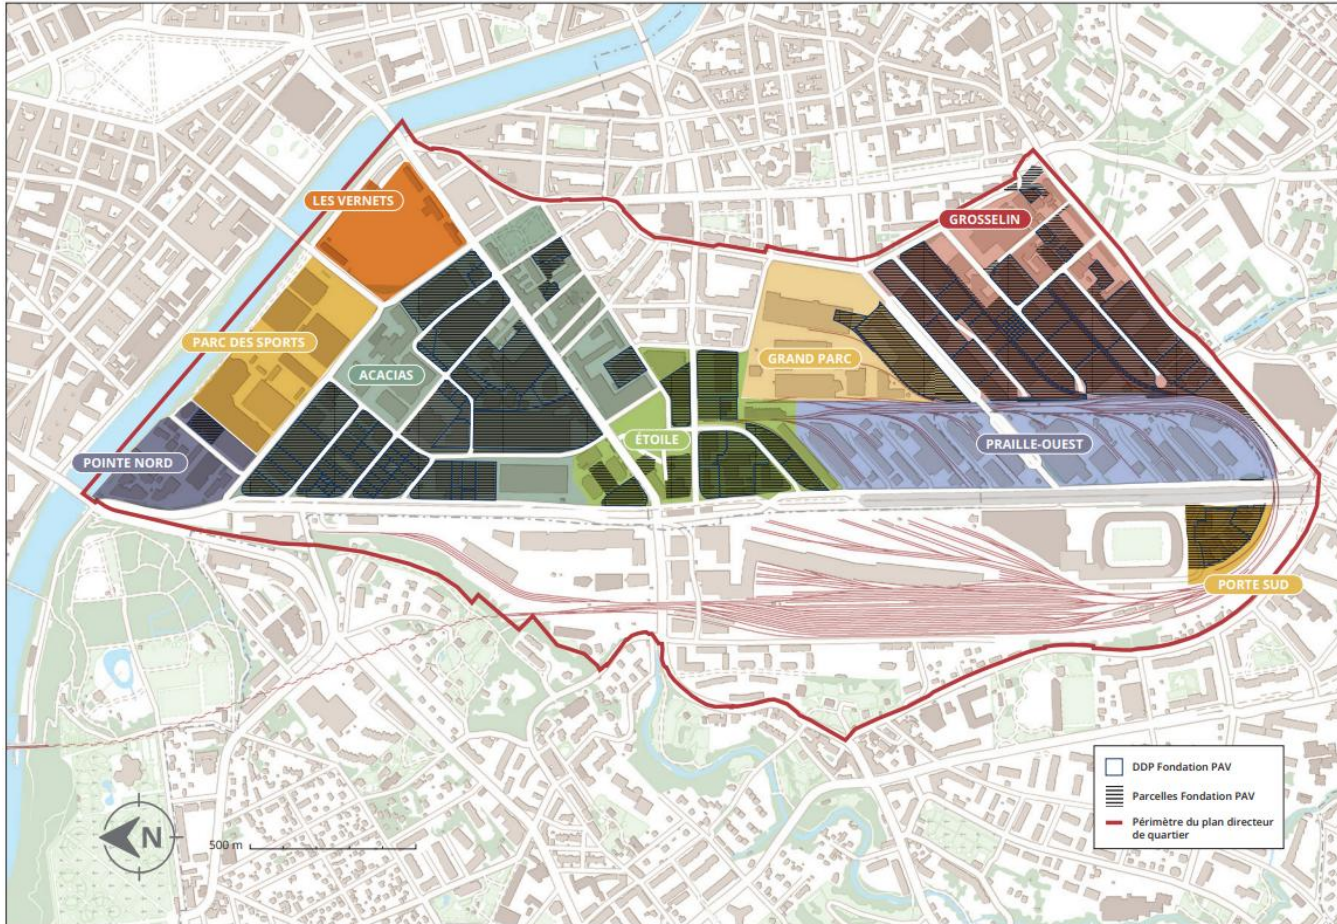 LES VERNETS
GROSSELIN
PARC DES SPORTS
GRAND PARC
ACACIAS
ÉTOILE
PRAILLE-OUEST
POINTE NORD
PORTE SUD
DDP Fondation PAV
Parcelles Fondation PAV
Périmètre du plan directeur
de quartier
N
500 m